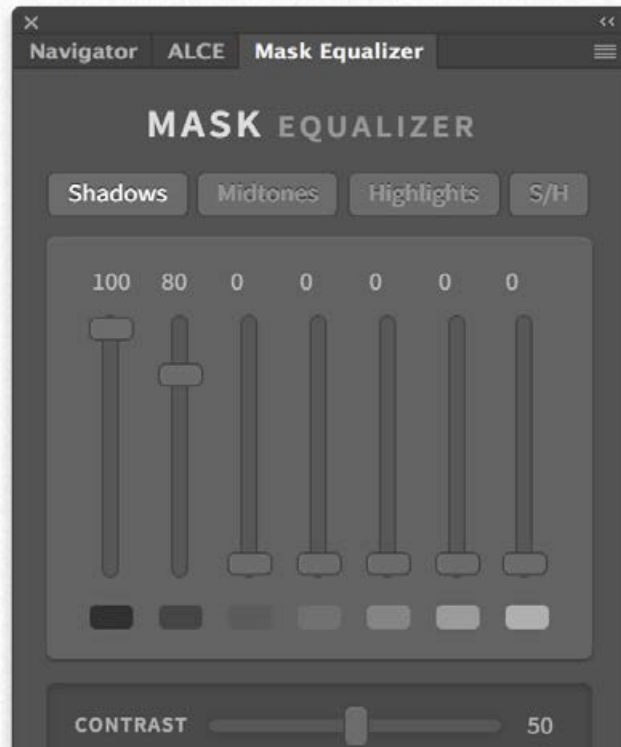 Navigator ALCE Mask Equalizer
MASK EQUALIZER
Shadows Midtones Highlights S/H
100 80 0 0 0 0 0
CONTRAST 50